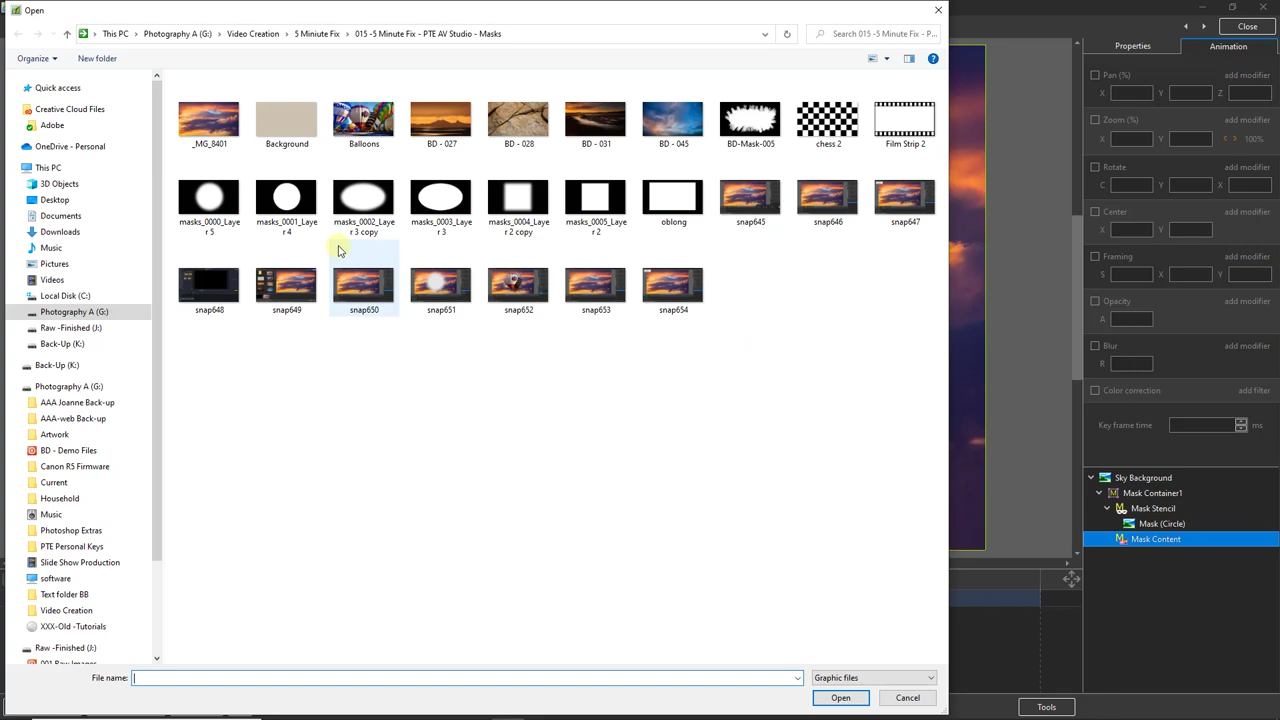 Open
This PC
Photography A (G:)
Video Creation
5 Miniute Fix
015 -5 Minute Fix - PTE AV Studio - Masks
Search 015 -5 Minute Fix - P...
Close
Organize
New folder
Properties
Animation
Quick access
Creative Cloud Files
Adobe
OneDrive - Personal
This PC
3D Objects
Desktop
Documents
Downloads
Music
Pictures
Videos
Local Disk (C:)
Photography A (G:)
Raw -Finished (J:)
Back-Up (K:)
Back-Up (K:)
Photography A (G:)
AAA Joanne Back-up
AAA-web Back-up
Artwork
BD - Demo Files
Canon R5 Firmware
Current
Household
Music
Photoshop Extras
PTE Personal Keys
Slide Show Production
software
Text folder BB
Video Creation
XXX-Old -Tutorials
Raw -Finished (J:)
001 Raw Images
_MG_8401
Background
Balloons
BD - 027
BD - 028
BD - 031
BD - 045
BD-Mask-005
chess 2
Film Strip 2
masks_0000_Laye
r 5
masks_0001_Laye
r 4
masks_0002_Laye
r 3 copy
masks_0003_Laye
r 3
masks_0004_Laye
r 2 copy
masks_0005_Laye
r 2
oblong
snap645
snap646
snap647
snap648
snap649
snap650
snap651
snap652
snap653
snap654
Pan (%)
add modifier
X
Y
Z
Zoom (%)
add modifier
X
Y
100%
Rotate
add modifier
C
X
Y
Center
add modifier
X
Y
Framing
add modifier
S
X
Y
Opacity
add modifier
A
Blur
add modifier
R
Color correction
add filter
Key frame time
ms
Sky Background
Mask Container1
Mask Stencil
Mask (Circle)
Mask Content
File name:
Graphic files
Open
Cancel
Tools